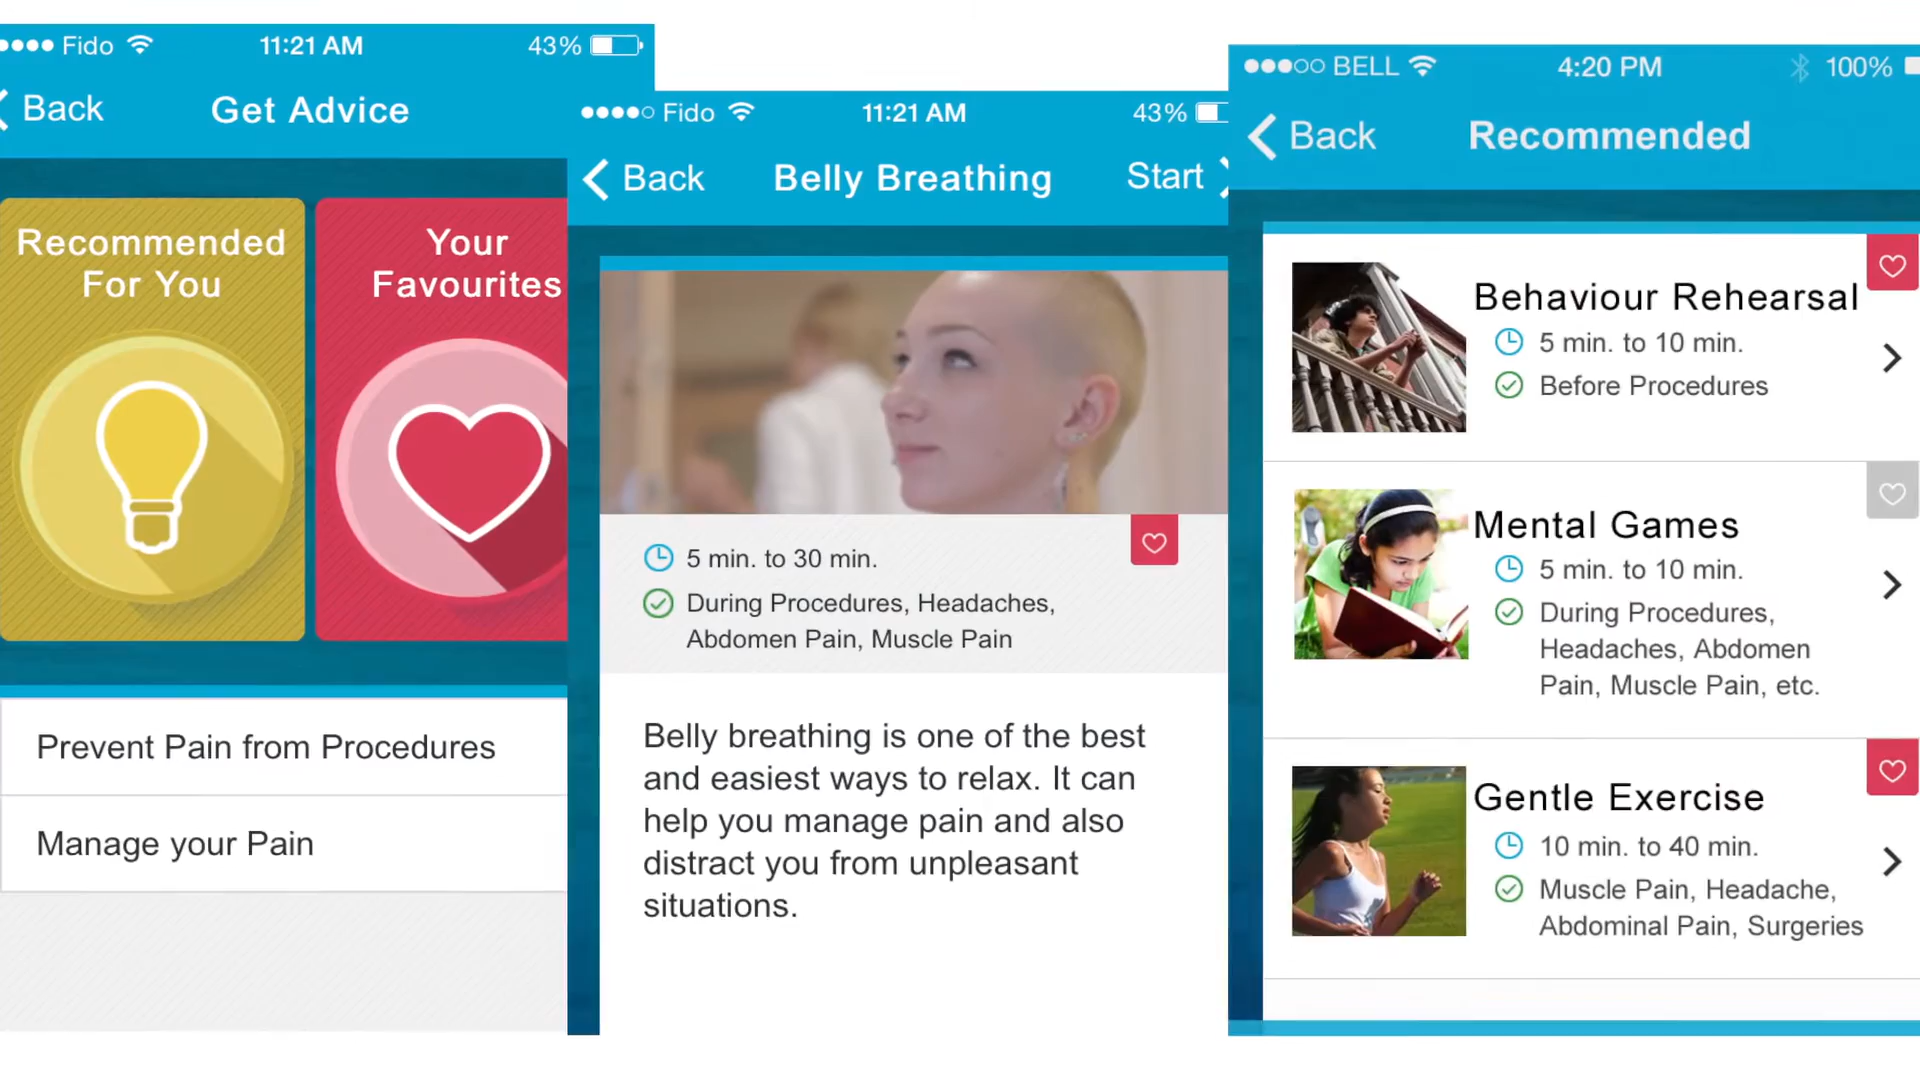 Fido 11:21 AM 43%
Back Get Advice
Recommended
For You
Your
Favourites
Prevent Pain from Procedures
Manage your Pain
Fido 11:21 AM 43%
Back Belly Breathing Start
5 min. to 30 min.
During Procedures, Headaches,
Abdomen Pain, Muscle Pain
Belly breathing is one of the best
and easiest ways to relax. It can
help you manage pain and also
distract you from unpleasant
situations.
BELL 4:20 PM 100%
Back Recommended
Behaviour Rehearsal
5 min. to 10 min.
Before Procedures
Mental Games
5 min. to 10 min.
During Procedures,
Headaches, Abdomen
Pain, Muscle Pain, etc.
Gentle Exercise
10 min. to 40 min.
Muscle Pain, Headache,
Abdominal Pain, Surgeries